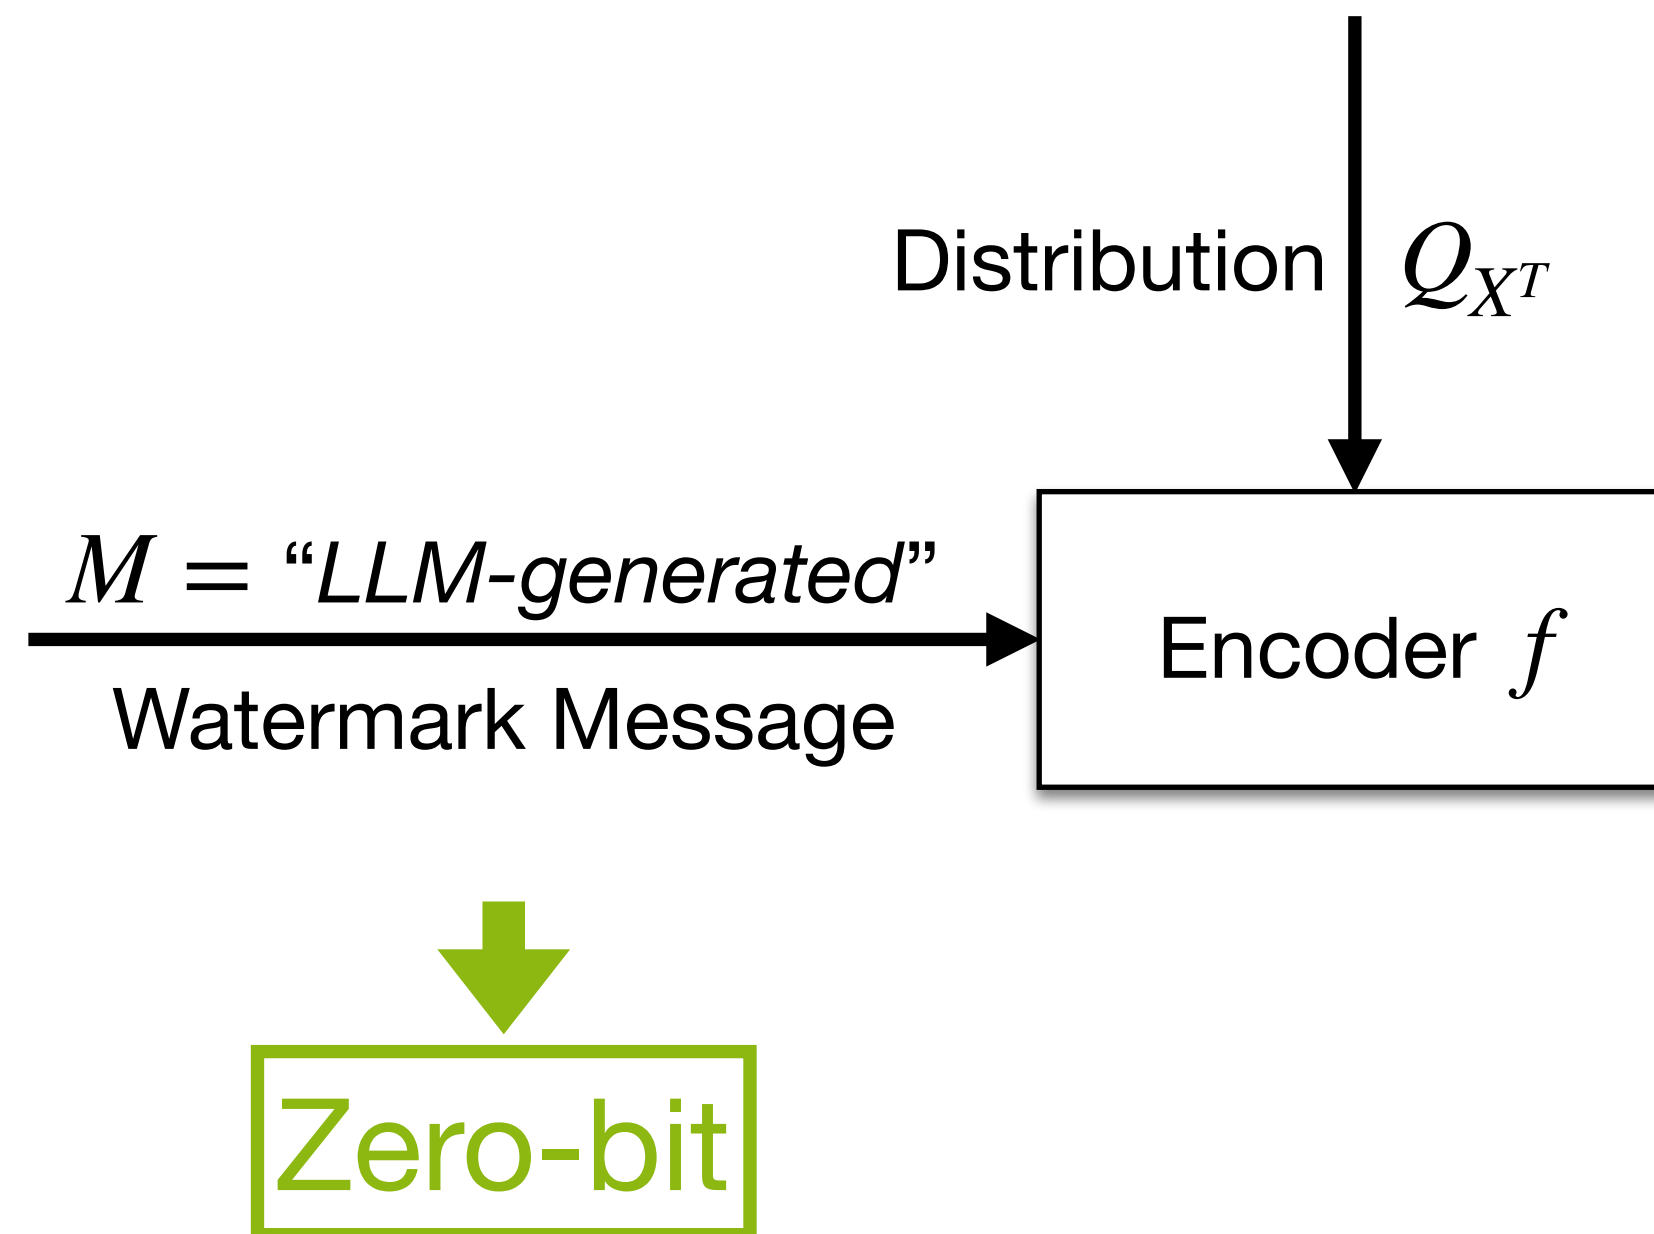 Distribution Q_{X^T}
M = “LLM-generated”
Encoder f
Watermark Message
Zero-bit